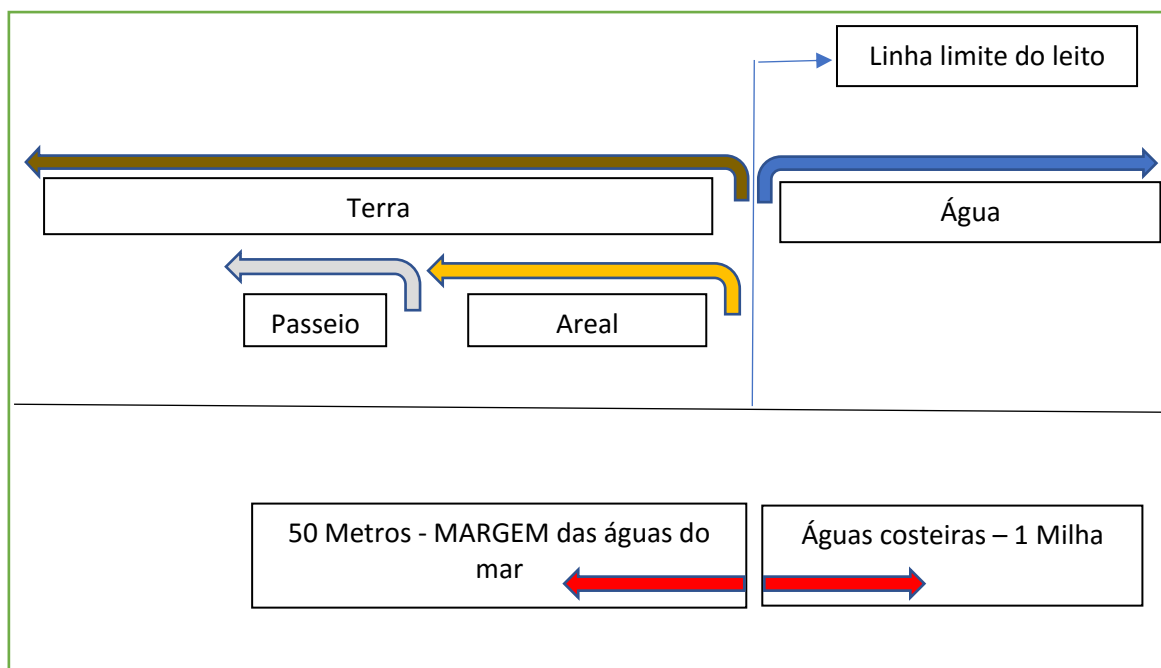 Linha limite do leito
Terra
Água
Passeio
Areal
50 Metros - MARGEM das águas do
mar
Águas costeiras – 1 Milha